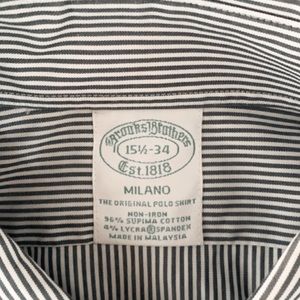 Brooks Brothers
15½-34
Est. 1818
MILANO
THE ORIGINAL POLO SHIRT
NON-IRON
96% SUPIMA COTTON
4% LYCRA® SPANDEX
MADE IN MALAYSIA